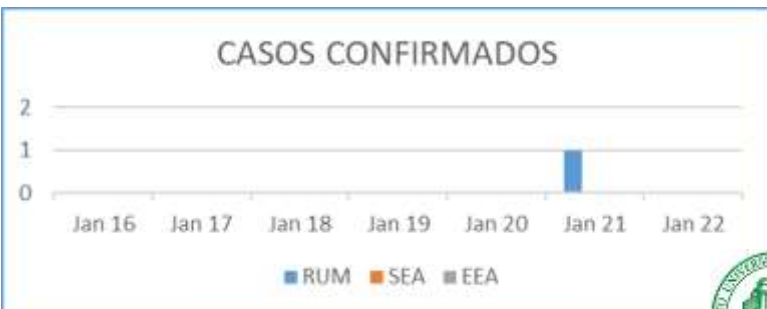 CASOS CONFIRMADOS
2
1
0
Jan 16 Jan 17 Jan 18 Jan 19 Jan 20 Jan 21 Jan 22
RUM SEA EEA